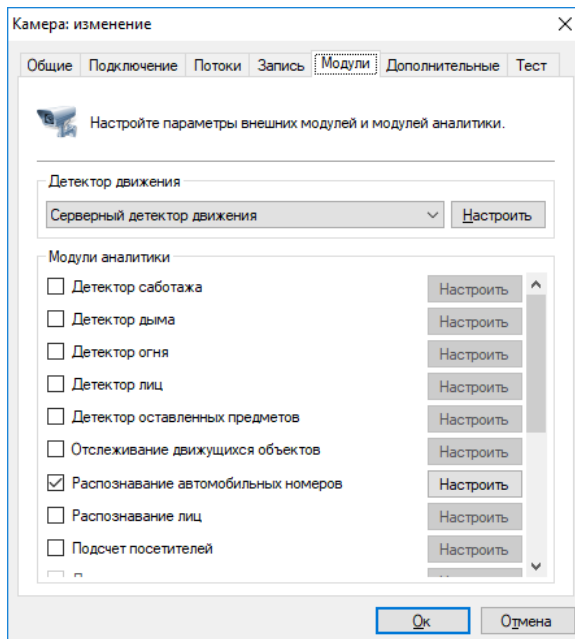 Камера: изменение
Общие Подключение Потоки Запись Модули Дополнительные Тест
Настройте параметры внешних модулей и модулей аналитики.
Детектор движения
Серверный детектор движения Настроить
Модули аналитики
Детектор саботажа Настроить
Детектор дыма Настроить
Детектор огня Настроить
Детектор лиц Настроить
Детектор оставленных предметов Настроить
Отслеживание движущихся объектов Настроить
Распознавание автомобильных номеров Настроить
Распознавание лиц Настроить
Подсчет посетителей Настроить
Ок Отмена